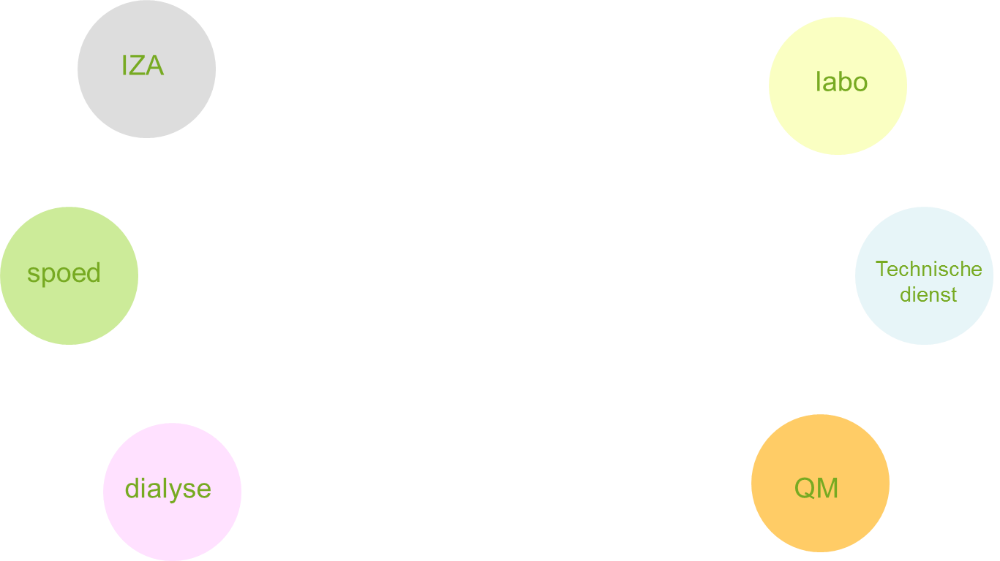 IZA
labo
spoed
Technische
dienst
dialyse
QM